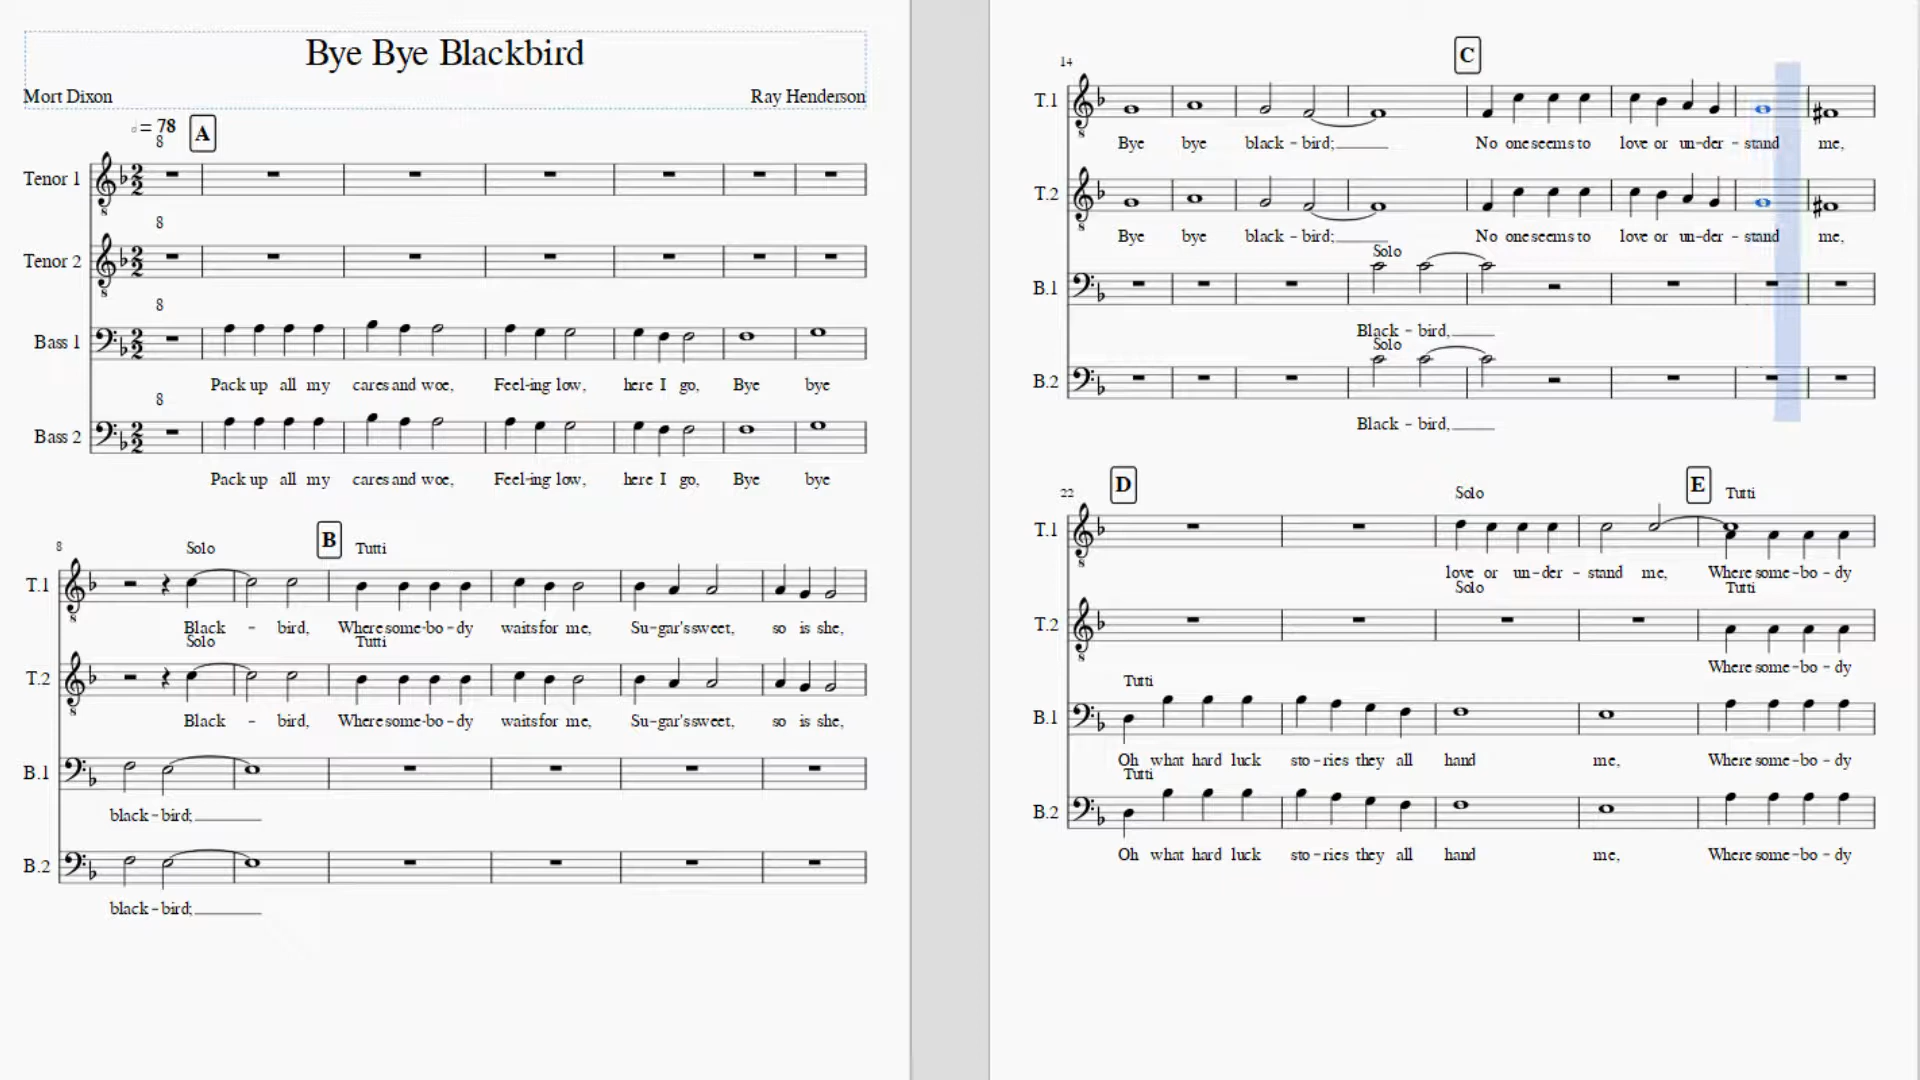 Bye Bye Blackbird
Mort Dixon
Ray Henderson
= 78
A
8
Tenor 1
8
Tenor 2
8
Bass 1
Pack up all my cares and woe, Feel-ing low, here I go, Bye bye
8
Bass 2
Pack up all my cares and woe, Feel-ing low, here I go, Bye bye
8
Solo B Tutti
T.1
Black - bird, Where some-bo-dy waits for me, Su-gar's sweet, so is she,
Solo Tutti
T.2
Black - bird, Where some-bo-dy waits for me, Su-gar's sweet, so is she,
B.1
black-bird;
B.2
black-bird;
14
C
T.1
Bye bye black-bird; No one seems to love or un-der-stand me,
T.2
Bye bye black-bird; No one seems to love or un-der-stand me,
Solo
B.1
Black-bird,
Solo
B.2
Black-bird,
22
D Solo E Tutti
T.1
love or un-der-stand me, Where some-bo-dy
Solo Tutti
T.2
Where some-bo-dy
Tutti
B.1
Oh what hard luck sto-ries they all hand me, Where some-bo-dy
Tutti
B.2
Oh what hard luck sto-ries they all hand me, Where some-bo-dy